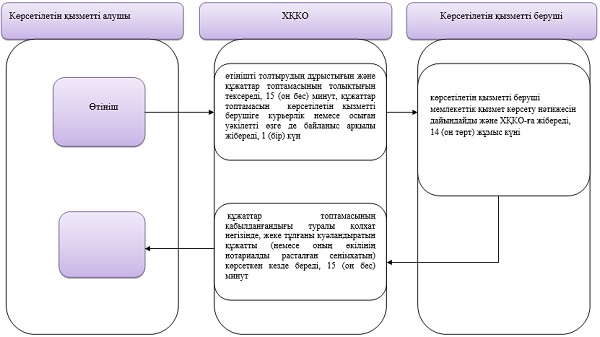 Көрсетілетін қызметті алушы
ХҚКО
Көрсетілетін қызметті беруші
Өтініш
өтінішті толтырудың дұрыстығын және
құжаттар топтамасының толықтығын
тексереді, 15 (он бес) минут, құжаттар
топтамасын көрсетілетін қызметті
берушіге курьерлік немесе осыған
уәкілетті өзге де байланыс арқылы
жібереді, 1 (бір) күн
көрсетілетін қызметті беруші
мемлекеттік қызмет көрсету нәтижесін
дайындайды және ХҚКО-ға жібереді,
14 (он төрт) жұмыс күні
құжаттар топтамасының
қабылданғандығы туралы қолхат
негізінде, жеке тұлғаны куәландыратын
құжатты (немесе оның өкілінің
нотариалды расталған сенімхатын)
көрсеткен кезде береді, 15 (он бес)
минут